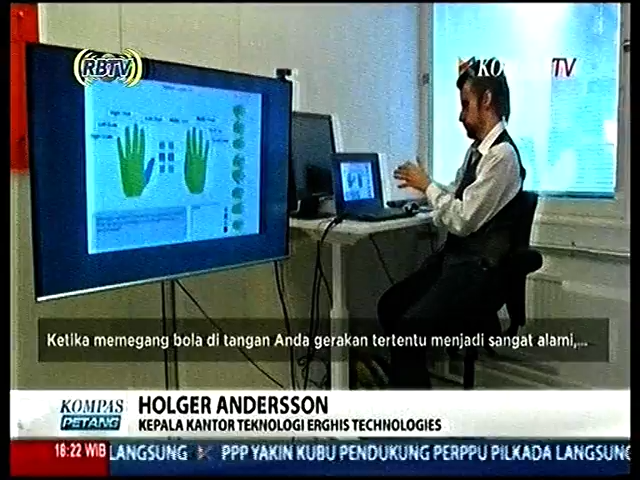 RBTV
KOMPAS TV
Ketika memegang bola di tangan Anda gerakan tertentu menjadi sangat alami,...
KOMPAS PETANG
HOLGER ANDERSSON
KEPALA KANTOR TEKNOLOGI ERGHIS TECHNOLOGIES
18:22 WIB LANGSUNG PPP YAKIN KUBU PENDUKUNG PERPPU PILKADA LANGSUNG